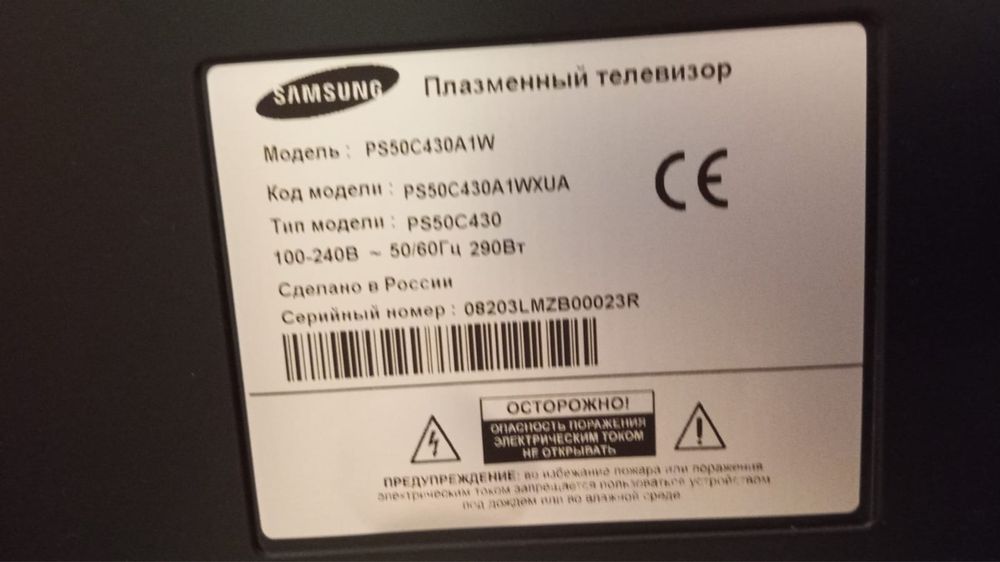 SAMSUNG Плазменный телевизор
Модель : PS50C430A1W
Код модели : PS50C430A1WXUA
Тип модели : PS50C430
100-240В ~ 50/60Гц 290Вт
Сделано в России
Серийный номер : 08203LMZB00023R
CE
ОСТОРОЖНО!
ОПАСНОСТЬ ПОРАЖЕНИЯ
ЭЛЕКТРИЧЕСКИМ ТОКОМ
НЕ ОТКРЫВАТЬ
ПРЕДУПРЕЖДЕНИЕ: во избежание пожара или поражения
электрическим током запрещается пользоваться устройством
под дождем или во влажной среде.